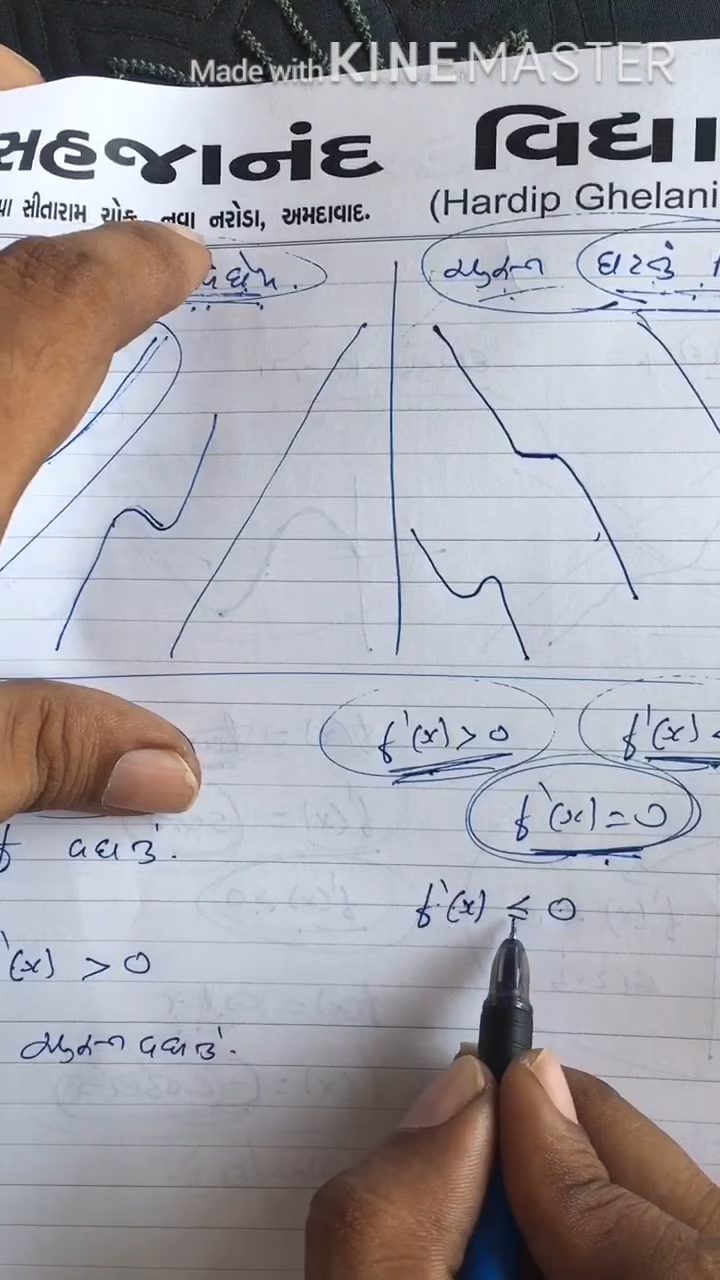 Made with KINEMASTER
સહજાનંદ વિદ્યા
સીતારામ ચોક નવા નરોડા, અમદાવાદ. (Hardip Ghelani
ઘટતું
f'(x) > 0 f'(x) <
f'(x) = 0
f વધતું.
f'(x) ≤ 0
'(x) > 0
ચુસ્ત વધતું.